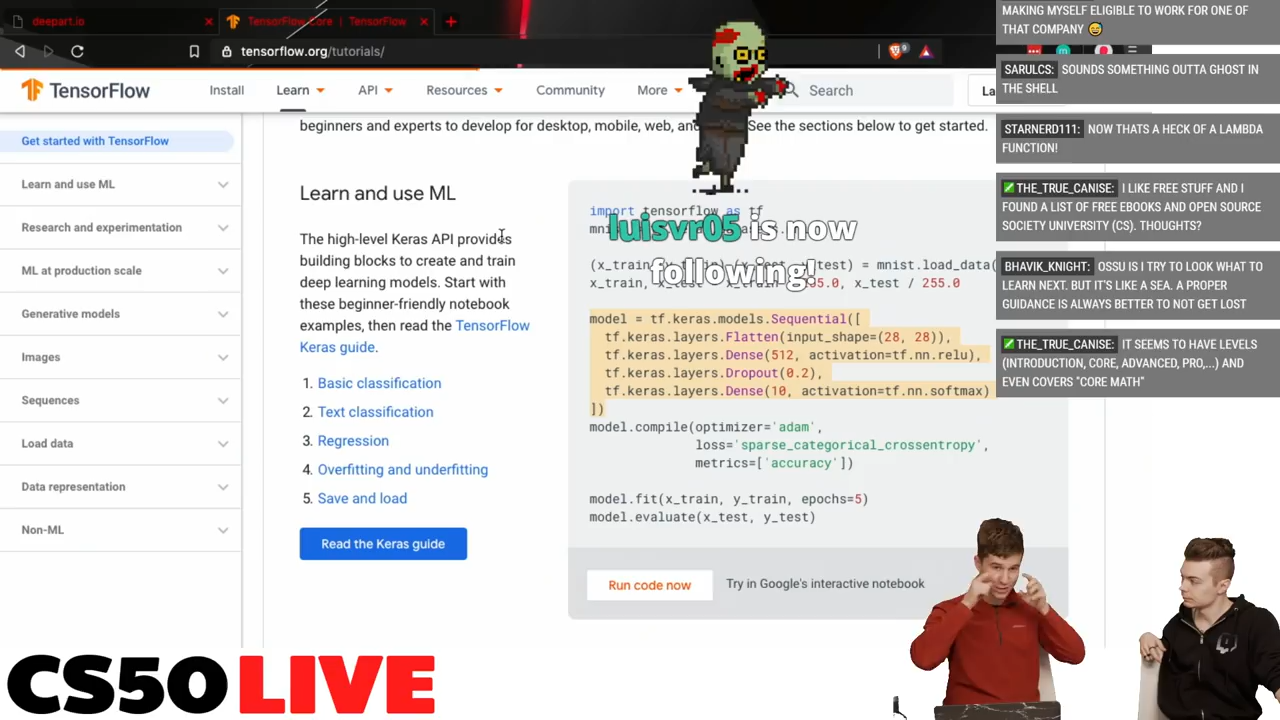 deepart.io
TensorFlow Core | TensorFlow
tensorflow.org/tutorials/
TensorFlow
Install
Learn
API
Resources
Community
More
Search
La
Get started with TensorFlow
Learn and use ML
Research and experimentation
ML at production scale
Generative models
Images
Sequences
Load data
Data representation
Non-ML
beginners and experts to develop for desktop, mobile, web, and See the sections below to get started.
Learn and use ML
The high-level Keras API provides
building blocks to create and train
deep learning models. Start with
these beginner-friendly notebook
examples, then read the TensorFlow
Keras guide.
1. Basic classification
2. Text classification
3. Regression
4. Overfitting and underfitting
5. Save and load
Read the Keras guide
import tensorflow as tf
luisvr05 is now
following!
(x_train, y_test) = mnist.load_data(
x_train, x_test / 255.0
model = tf.keras.models.Sequential([
tf.keras.layers.Flatten(input_shape=(28, 28)),
tf.keras.layers.Dense(512, activation=tf.nn.relu),
tf.keras.layers.Dropout(0.2),
tf.keras.layers.Dense(10, activation=tf.nn.softmax)
])
model.compile(optimizer='adam',
loss='sparse_categorical_crossentropy',
metrics=['accuracy'])
model.fit(x_train, y_train, epochs=5)
model.evaluate(x_test, y_test)
Run code now
Try in Google's interactive notebook
MAKING MYSELF ELIGIBLE TO WORK FOR ONE OF
THAT COMPANY 😅
SARULCS: SOUNDS SOMETHING OUTTA GHOST IN
THE SHELL
STARNERD111: NOW THATS A HECK OF A LAMBDA
FUNCTION!
THE_TRUE_CANISE: I LIKE FREE STUFF AND I
FOUND A LIST OF FREE EBOOKS AND OPEN SOURCE
SOCIETY UNIVERSITY (CS). THOUGHTS?
BHAVIK_KNIGHT: OSSU IS I TRY TO LOOK WHAT TO
LEARN NEXT. BUT IT'S LIKE A SEA. A PROPER
GUIDANCE IS ALWAYS BETTER TO NOT GET LOST
THE_TRUE_CANISE: IT SEEMS TO HAVE LEVELS
(INTRODUCTION, CORE, ADVANCED, PRO,...) AND
EVEN COVERS "CORE MATH"
CS50 LIVE